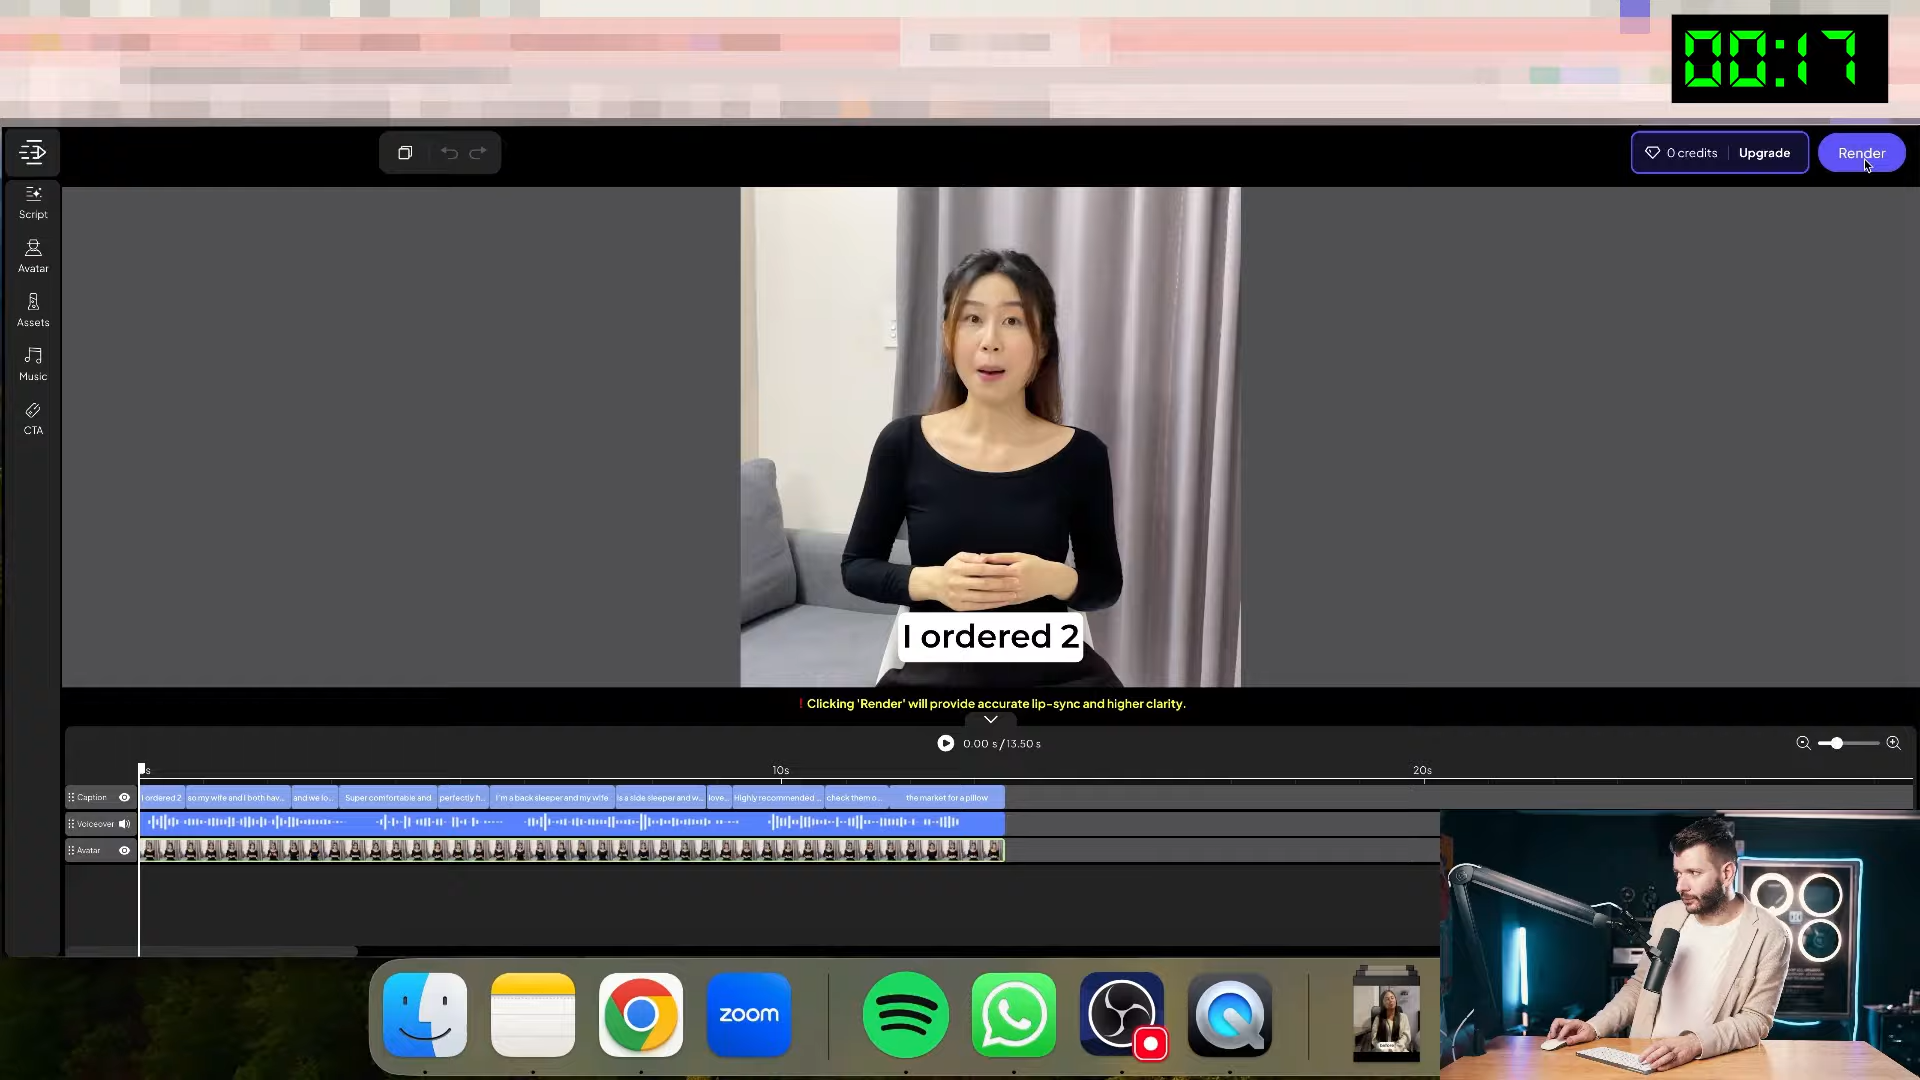 00:17
0 credits
Upgrade
Render
Script
Avatar
Assets
Music
CTA
I ordered 2
! Clicking 'Render' will provide accurate lip-sync and higher clarity.
0.00 s / 13.50 s
s
10s
20s
Caption
I ordered 2
so my wife and I both hav...
and we lo...
Super comfortable and
perfectly h...
I'm a back sleeper and my wife
is a side sleeper and w...
love...
Highly recommended ...
check them o...
the market for a pillow
Voiceover
Avatar
zoom